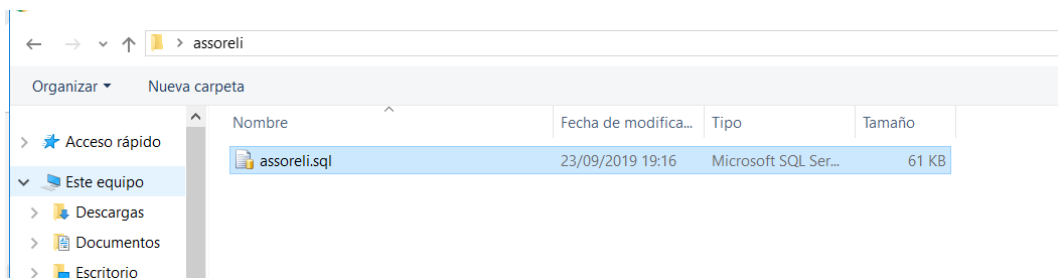 assoreli
Organizar Nueva carpeta
Nombre Fecha de modifica... Tipo Tamaño
Acceso rápido
assoreli.sql 23/09/2019 19:16 Microsoft SQL Ser... 61 KB
Este equipo
Descargas
Documentos
Escritorio